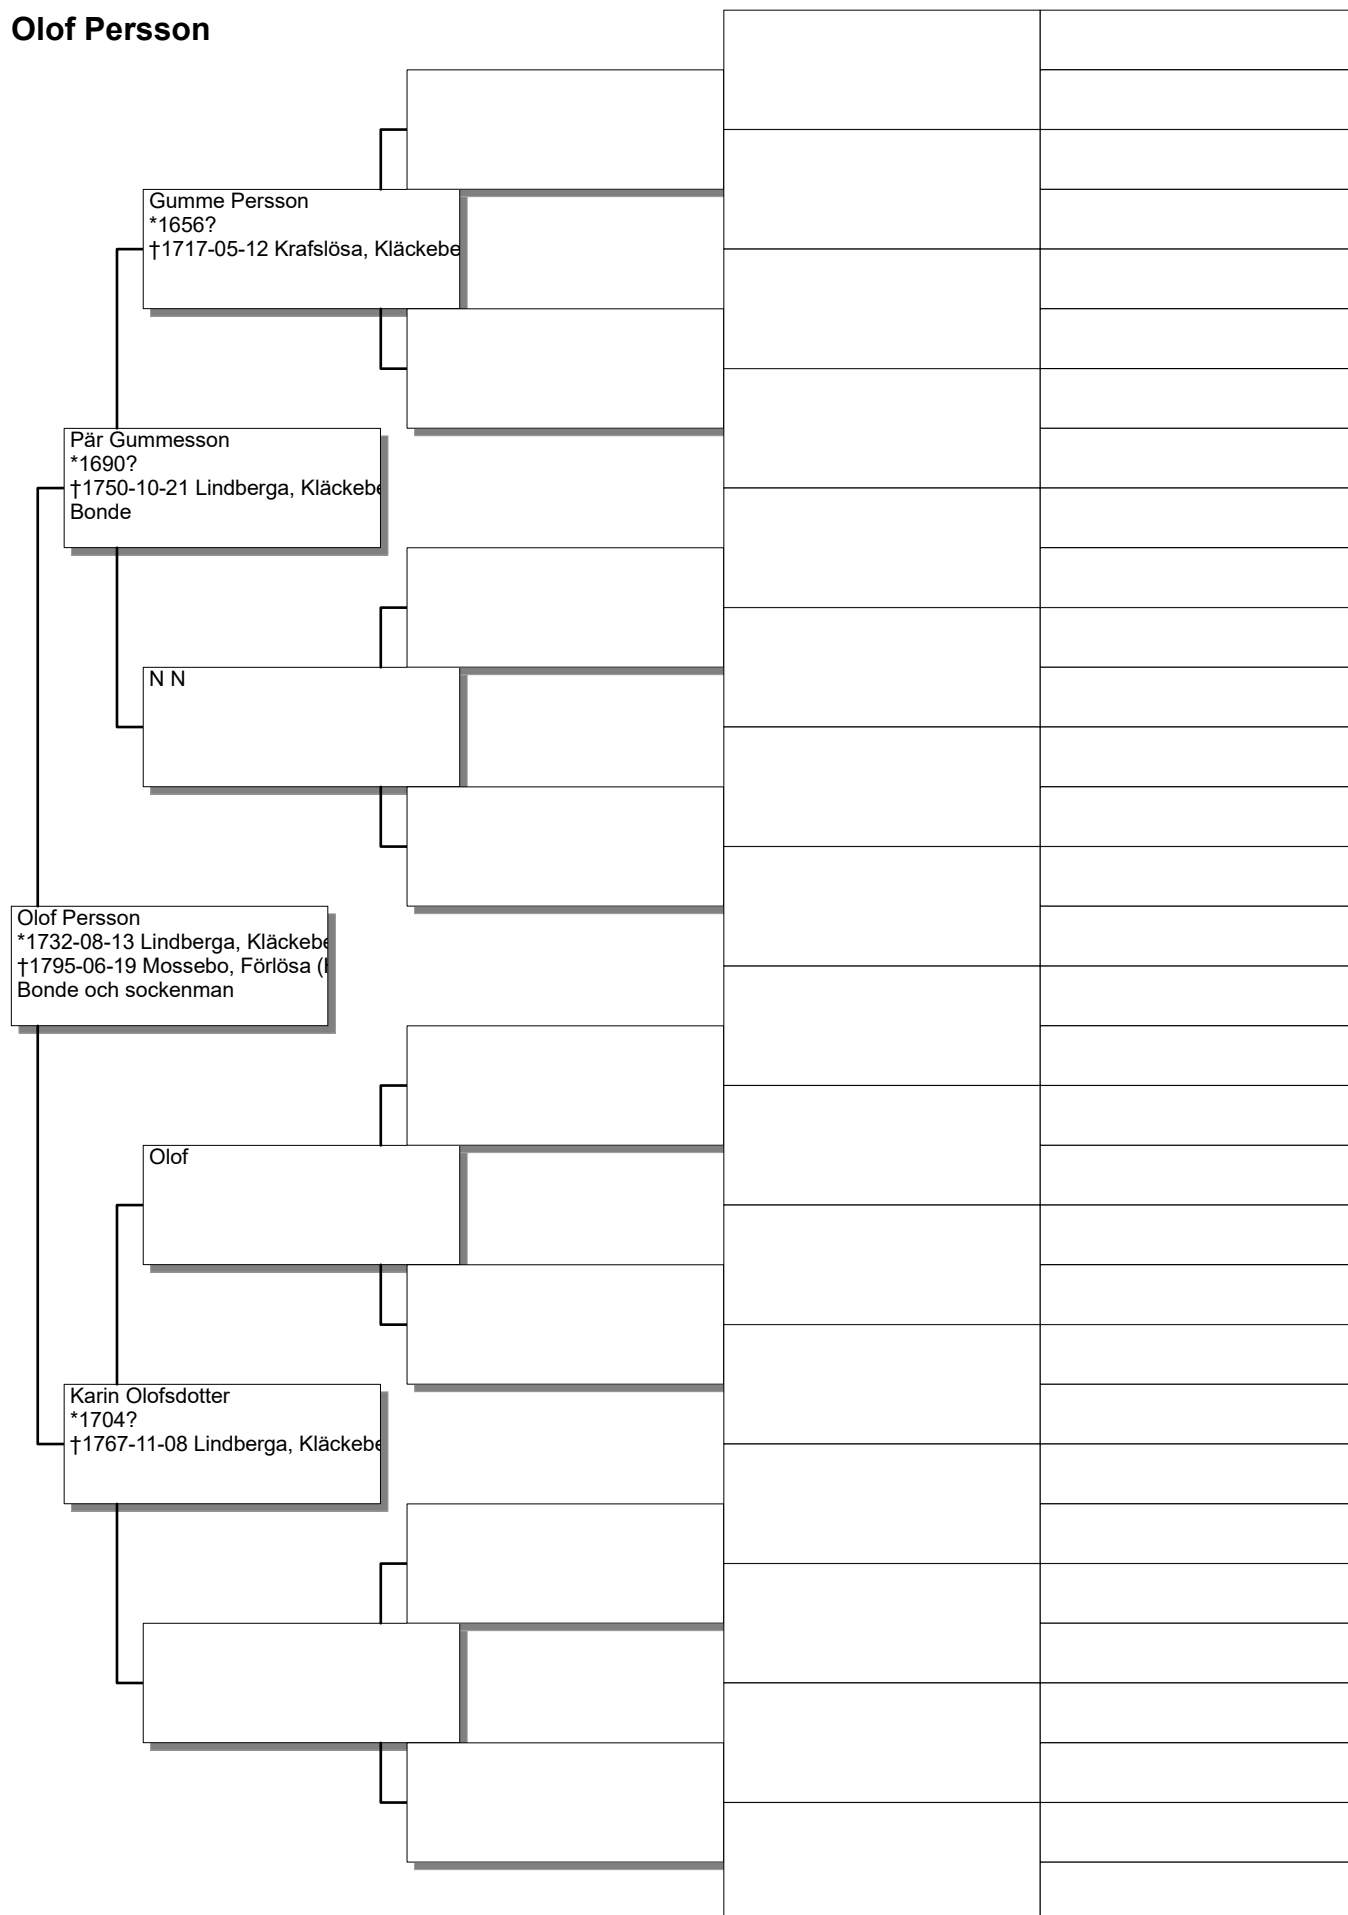 Olof Persson
Gumme Persson
*1656?
†1717-05-12 Krafslösa, Kläckebe
Pär Gummesson
*1690?
†1750-10-21 Lindberga, Kläckebe
Bonde
N N
Olof Persson
*1732-08-13 Lindberga, Kläckebe
†1795-06-19 Mossebo, Förlösa (
Bonde och sockenman
Olof
Karin Olofsdotter
*1704?
†1767-11-08 Lindberga, Kläckebe